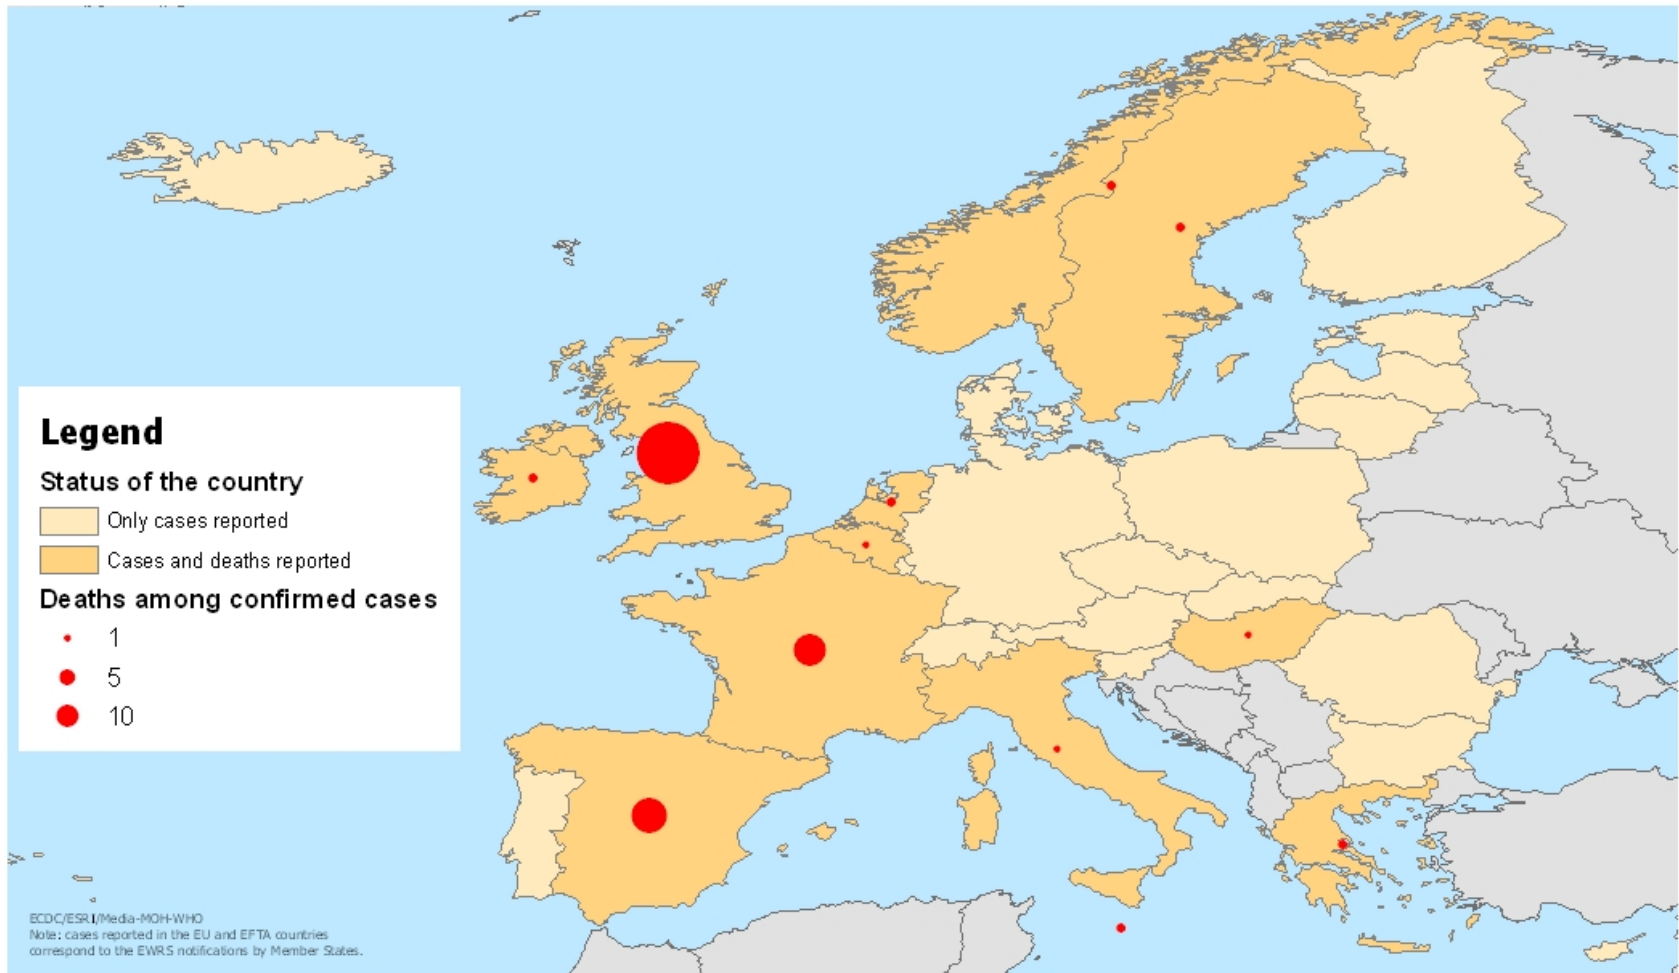 Legend
Status of the country
Only cases reported
Cases and deaths reported
Deaths among confirmed cases
1
5
10
ECDC/ESRI/Media-MOH-WHO
Note: cases reported in the EU and EFTA countries
correspond to the EWRS notifications by Member States.